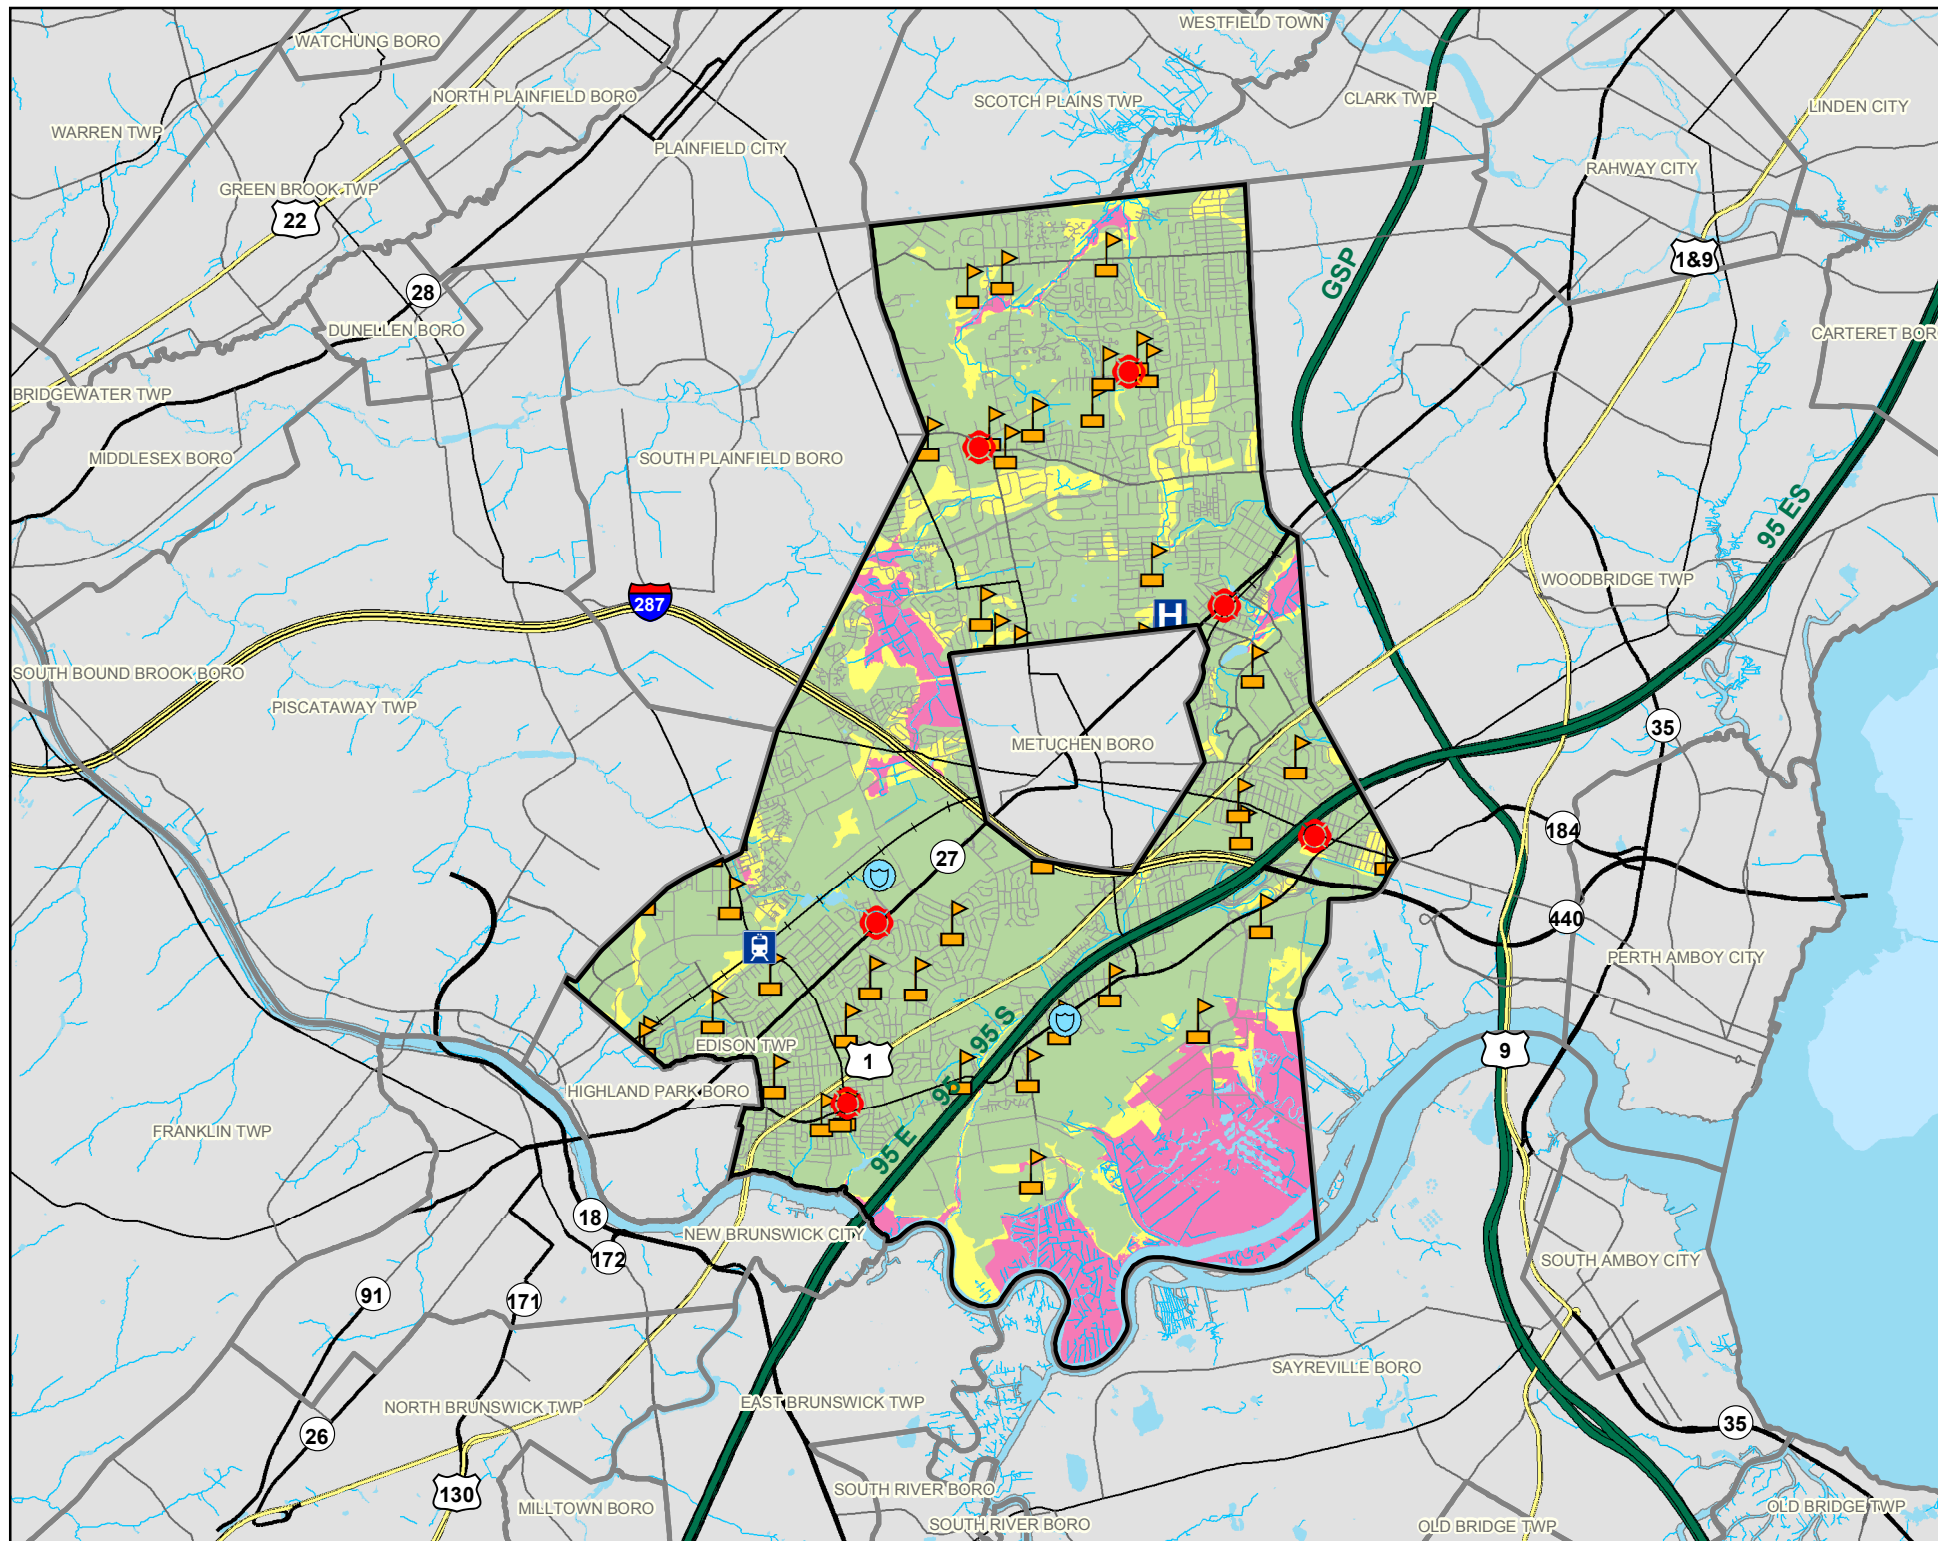 WESTFIELD TOWN
WATCHUNG BORO
NORTH PLAINFIELD BORO
SCOTCH PLAINS TWP
CLARK TWP
LINDEN CITY
WARREN TWP
PLAINFIELD CITY
RAHWAY CITY
GREEN BROOK TWP
22
1&9
GSP
28
DUNELLEN BORO
CARTERET BOR
BRIDGEWATER TWP
MIDDLESEX BORO
SOUTH PLAINFIELD BORO
95 ES
WOODBRIDGE TWP
287
H
SOUTH BOUND BROOK BORO
PISCATAWAY TWP
35
METUCHEN BORO
184
27
440
PERTH AMBOY CITY
95 S
EDISON TWP
1
9
HIGHLAND PARK BORO
95
FRANKLIN TWP
95 E
18
NEW BRUNSWICK CITY
172
SOUTH AMBOY CITY
91
171
SAYREVILLE BORO
NORTH BRUNSWICK TWP
EAST BRUNSWICK TWP
26
35
130
SOUTH RIVER BORO
MILLTOWN BORO
OLD BRIDGE TWP
SOUTH RIVER BORO
OLD BRIDGE TWP